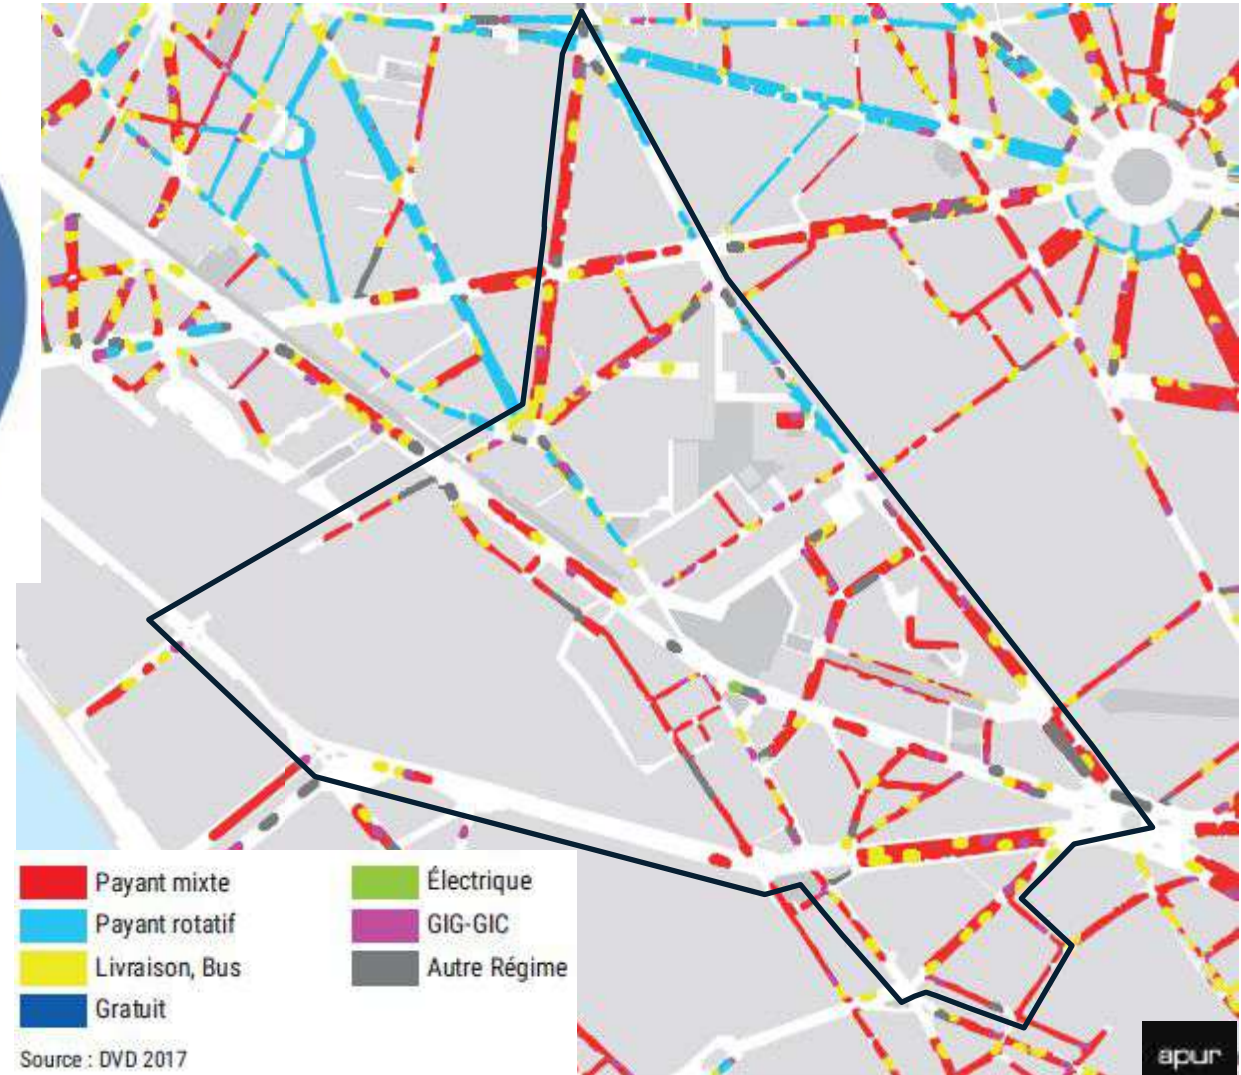 Payant mixte
Payant rotatif
Livraison, Bus
Gratuit
Électrique
GIG-GIC
Autre Régime
Source : DVD 2017
apur